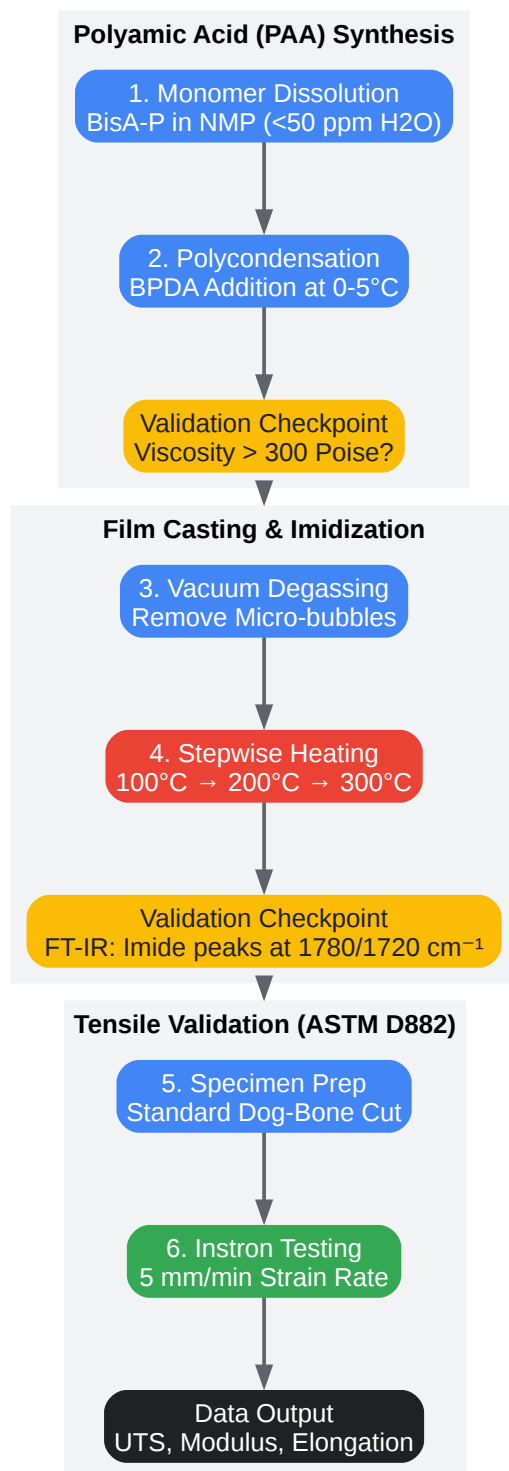 Polyamic Acid (PAA) Synthesis
1. Monomer Dissolution
BisA-P in NMP (<50 ppm H2O)
2. Polycondensation
BPDA Addition at 0-5°C
Validation Checkpoint
Viscosity > 300 Poise?
Film Casting & Imidization
3. Vacuum Degassing
Remove Micro-bubbles
4. Stepwise Heating
100°C → 200°C → 300°C
Validation Checkpoint
FT-IR: Imide peaks at 1780/1720 cm⁻¹
Tensile Validation (ASTM D882)
5. Specimen Prep
Standard Dog-Bone Cut
6. Instron Testing
5 mm/min Strain Rate
Data Output
UTS, Modulus, Elongation